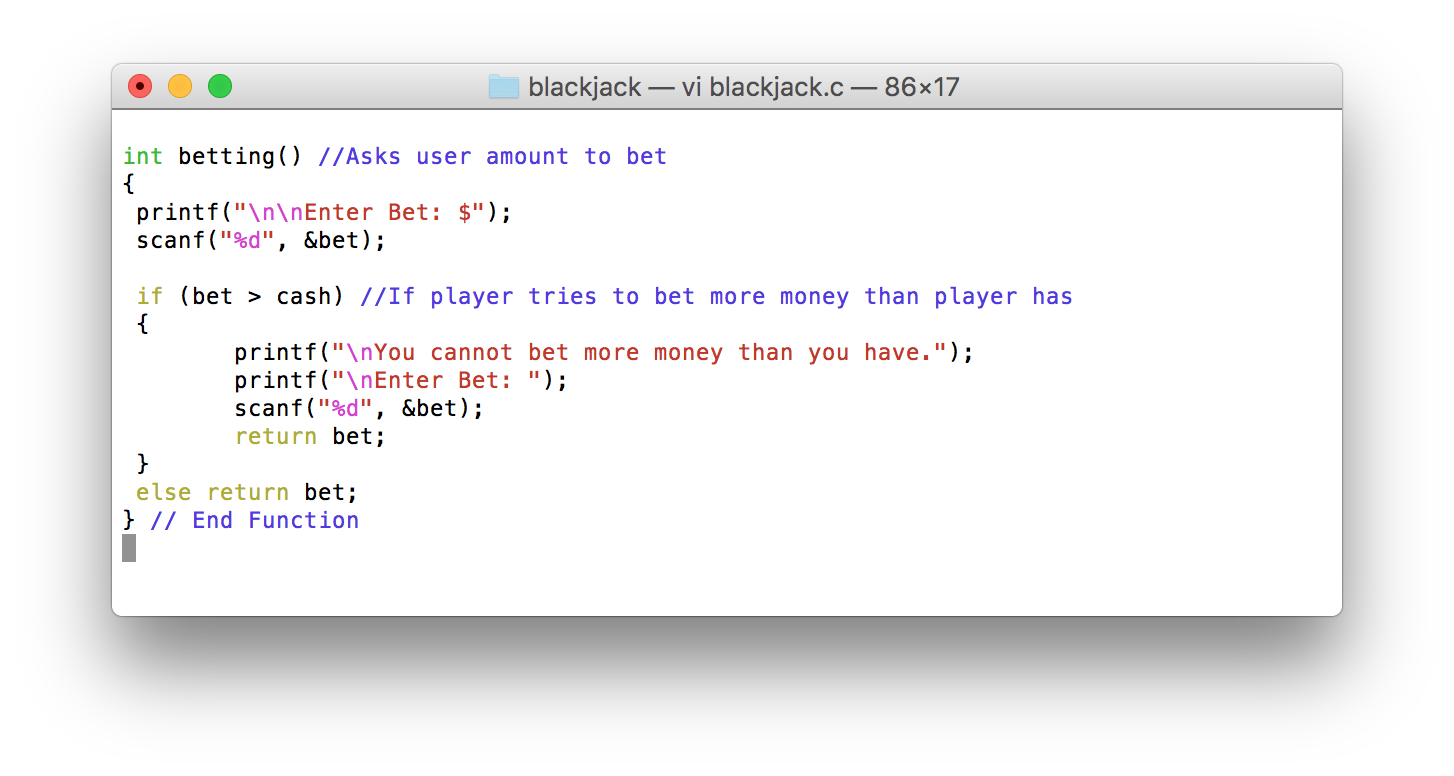 blackjack — vi blackjack.c — 86×17
int betting() //Asks user amount to bet
{
 printf("\n\nEnter Bet: $");
 scanf("%d", &bet);
 if (bet > cash) //If player tries to bet more money than player has
 {
        printf("\nYou cannot bet more money than you have.");
        printf("\nEnter Bet: ");
        scanf("%d", &bet);
        return bet;
 }
 else return bet;
} // End Function